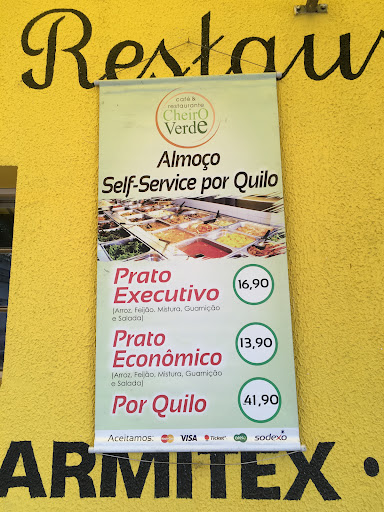 Restau
café &
restaurante
CheirO
Verde
Almoço
Self-Service por Quilo
Prato
Executivo
16,90
(Arroz, Feijão, Mistura, Guarnição
e Salada)
Prato
Econômico
13,90
(Arroz, Feijão, Mistura, Guarnição
e Salada)
Por Quilo
41,90
Aceitamos:
VISA
Ticket
sodexo
ARMITEX •